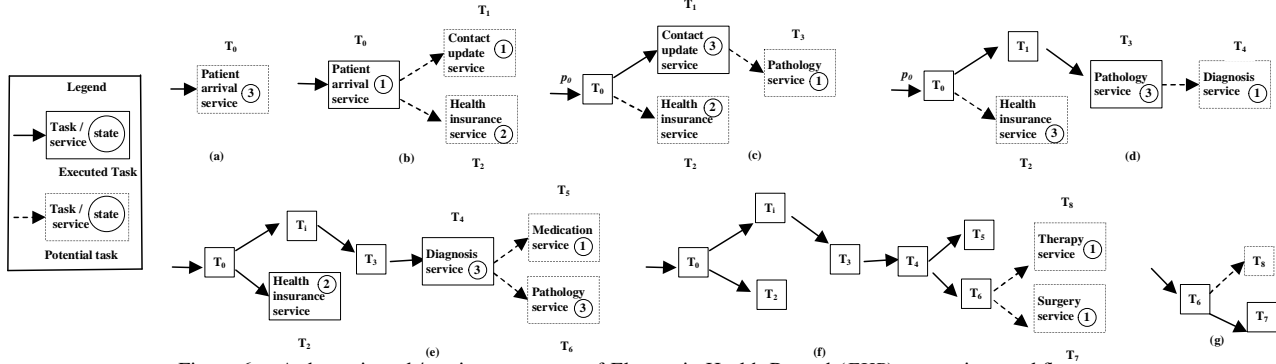 Legend
Task /
service
state
Executed Task
Task /
service
state
Potential task
T0
Patient
arrival
service 3
(a)
T0
Patient
arrival 1
service
T1
Contact
update 1
service
Health
insurance
service 2
T2
(b)
p0
T0
T1
Contact
update 3
service
T3
Pathology
service 1
Health 2
insurance
service
T2
(c)
p0
T0
T1
T3
Pathology
service 3
T4
Diagnosis
service 1
Health
insurance
service 3
T2
(d)
T0
Ti
Health 2
insurance
service
T2
T3
T4
Diagnosis
service 3
T5
Medication
service 1
Pathology
service 3
T6
(e)
T0
Ti
T2
T3
T4
T5
T6
T8
Therapy
service 1
Surgery
service 1
T7
(f)
T6
T8
T7
(g)